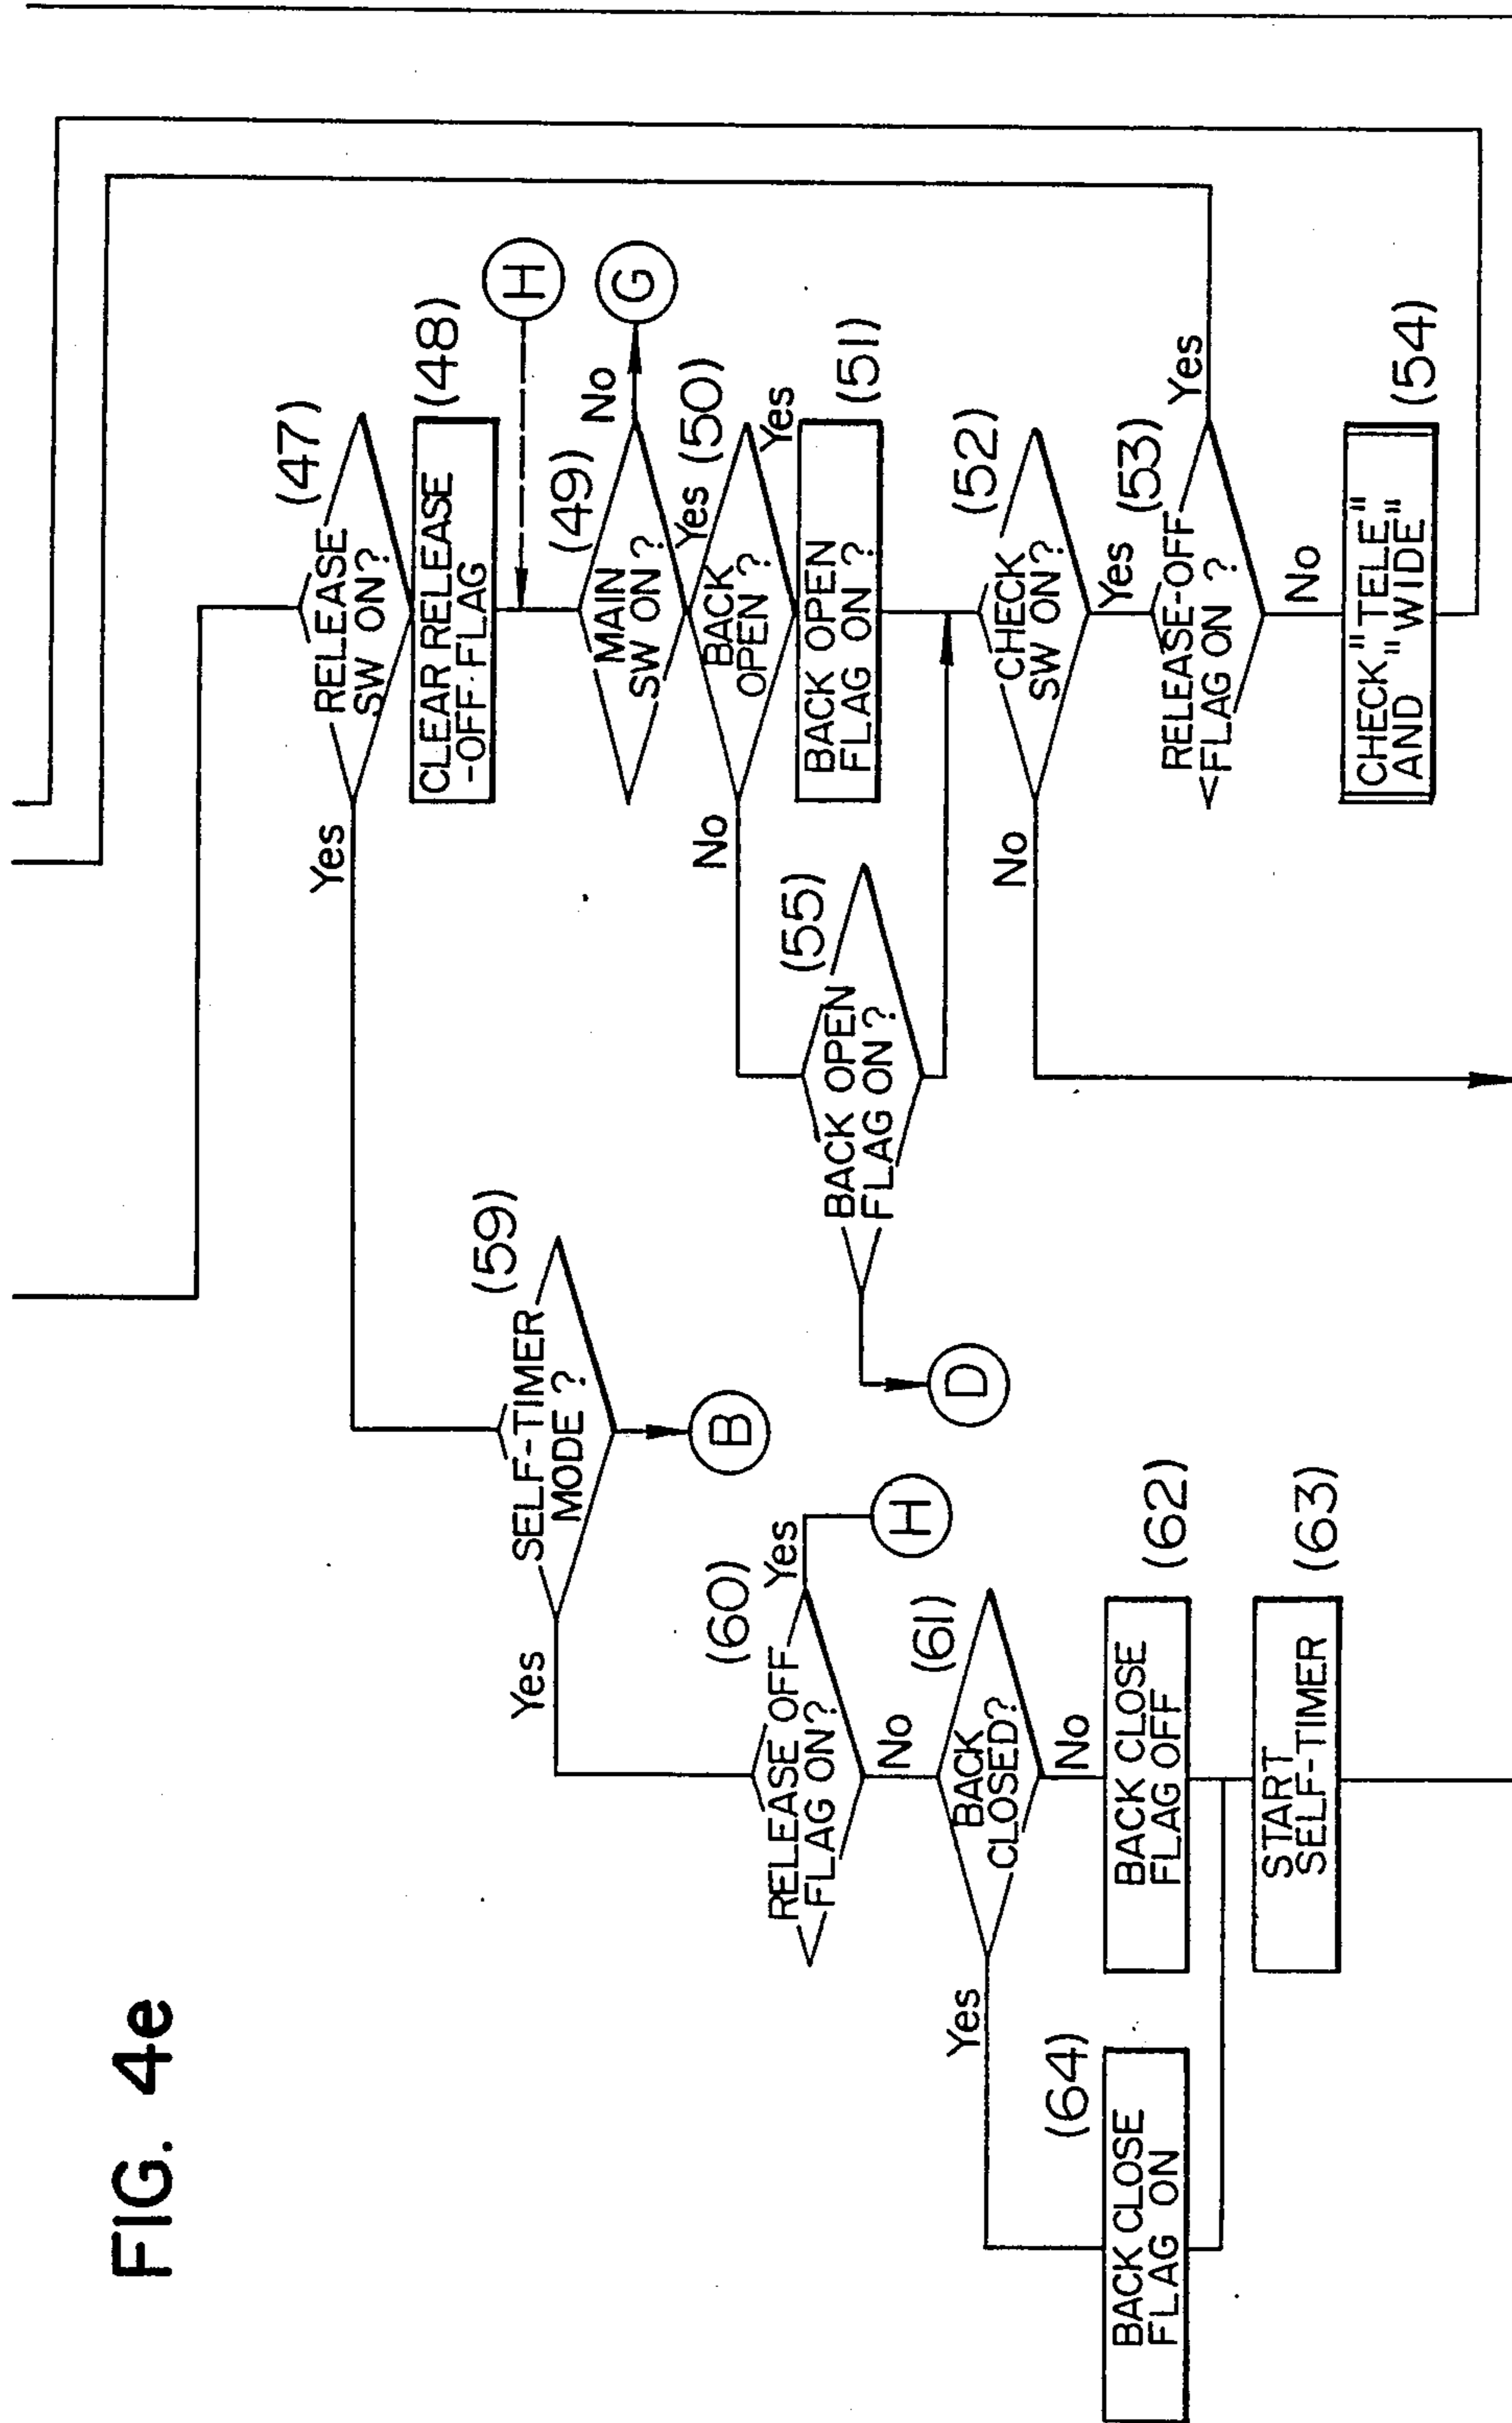 FIG. 4e
(47)
RELEASE
SW ON?
Yes
CLEAR RELEASE
-OFF FLAG
(48)
H
(49)
MAIN
SW ON?
No
G
Yes
(50)
BACK
OPEN?
No
Yes
BACK OPEN
FLAG ON?
(51)
(55)
BACK OPEN
FLAG ON?
D
(52)
CHECK
SW ON?
No
Yes
(53)
RELEASE-OFF
FLAG ON ?
Yes
No
CHECK "TELE"
AND "WIDE"
(54)
(59)
SELF-TIMER
MODE?
Yes
B
(60)
RELEASE OFF
FLAG ON?
Yes
H
No
(61)
BACK
CLOSED?
Yes
No
BACK CLOSE
FLAG OFF
(62)
(64)
BACK CLOSE
FLAG ON
START
SELF-TIMER
(63)